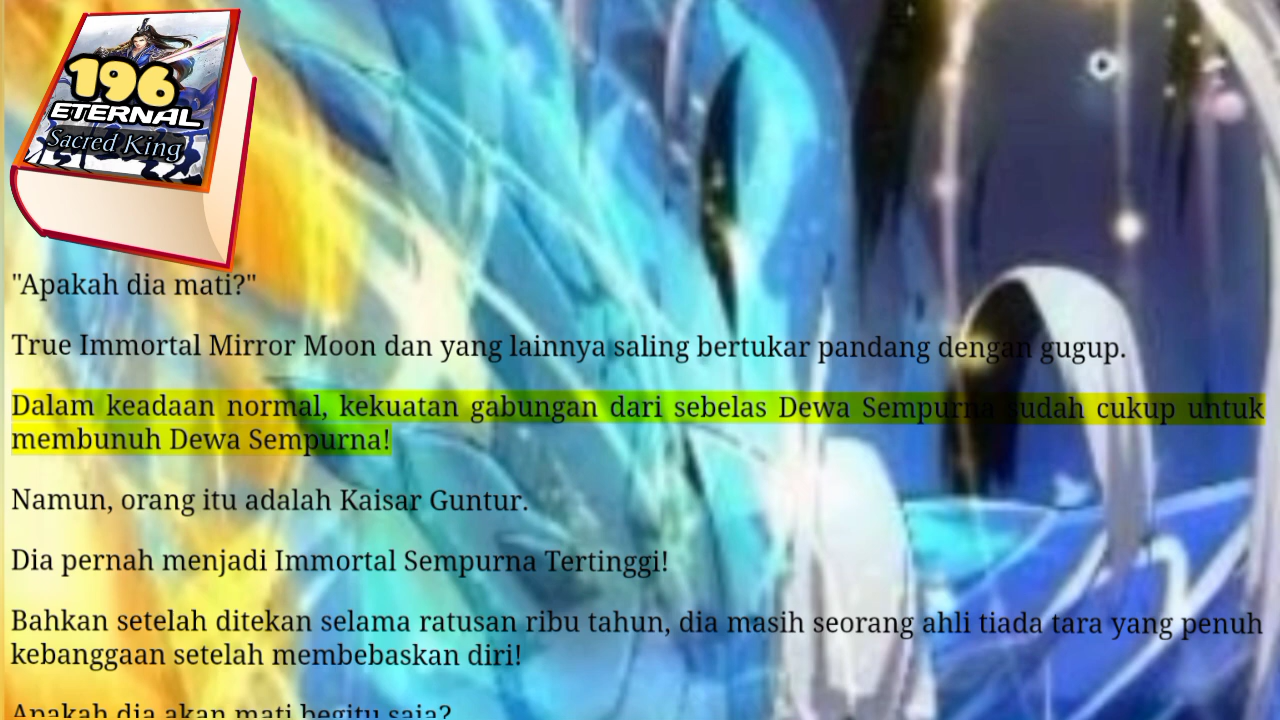 196
ETERNAL
Sacred King
"Apakah dia mati?"
True Immortal Mirror Moon dan yang lainnya saling bertukar pandang dengan gugup.
Dalam keadaan normal, kekuatan gabungan dari sebelas Dewa Sempurna sudah cukup untuk
membunuh Dewa Sempurna!
Namun, orang itu adalah Kaisar Guntur.
Dia pernah menjadi Immortal Sempurna Tertinggi!
Bahkan setelah ditekan selama ratusan ribu tahun, dia masih seorang ahli tiada tara yang penuh
kebanggaan setelah membebaskan diri!
Apakah dia akan mati begitu saja?